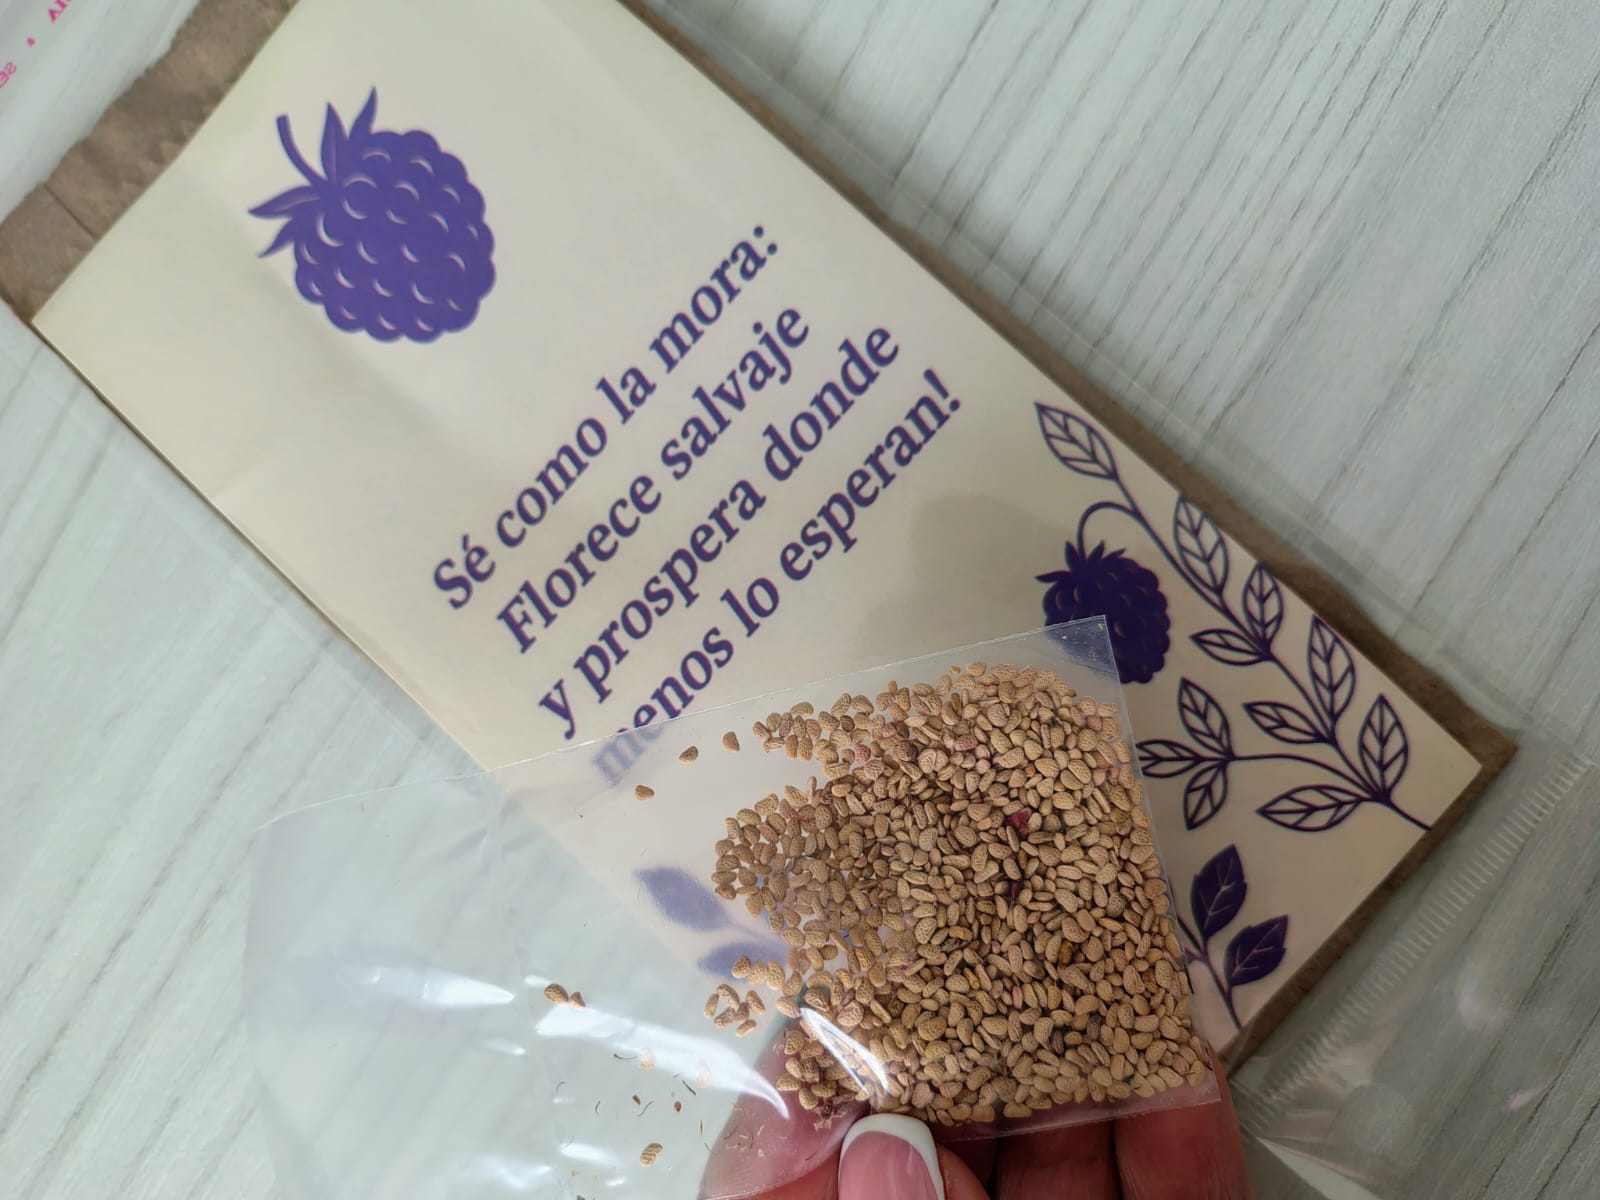 Sé como la mora:
Florece salvaje
y prospera donde
menos lo esperan!